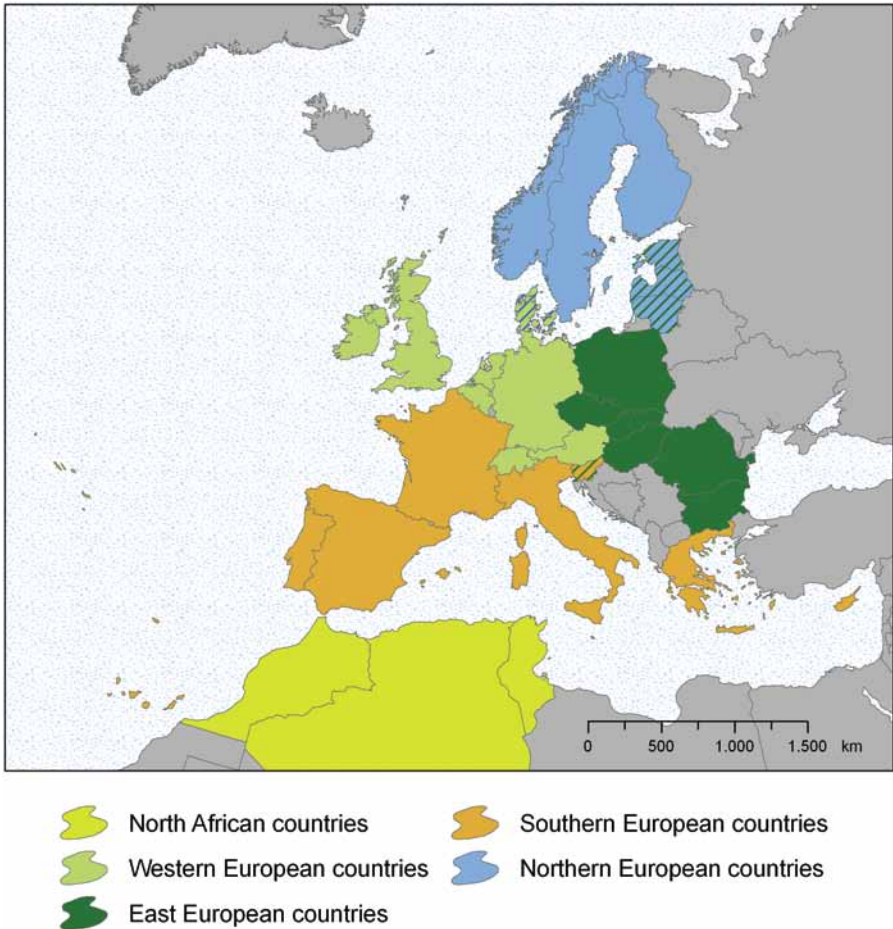 0 500 1.000 1.500 km
North African countries
Southern European countries
Western European countries
Northern European countries
East European countries